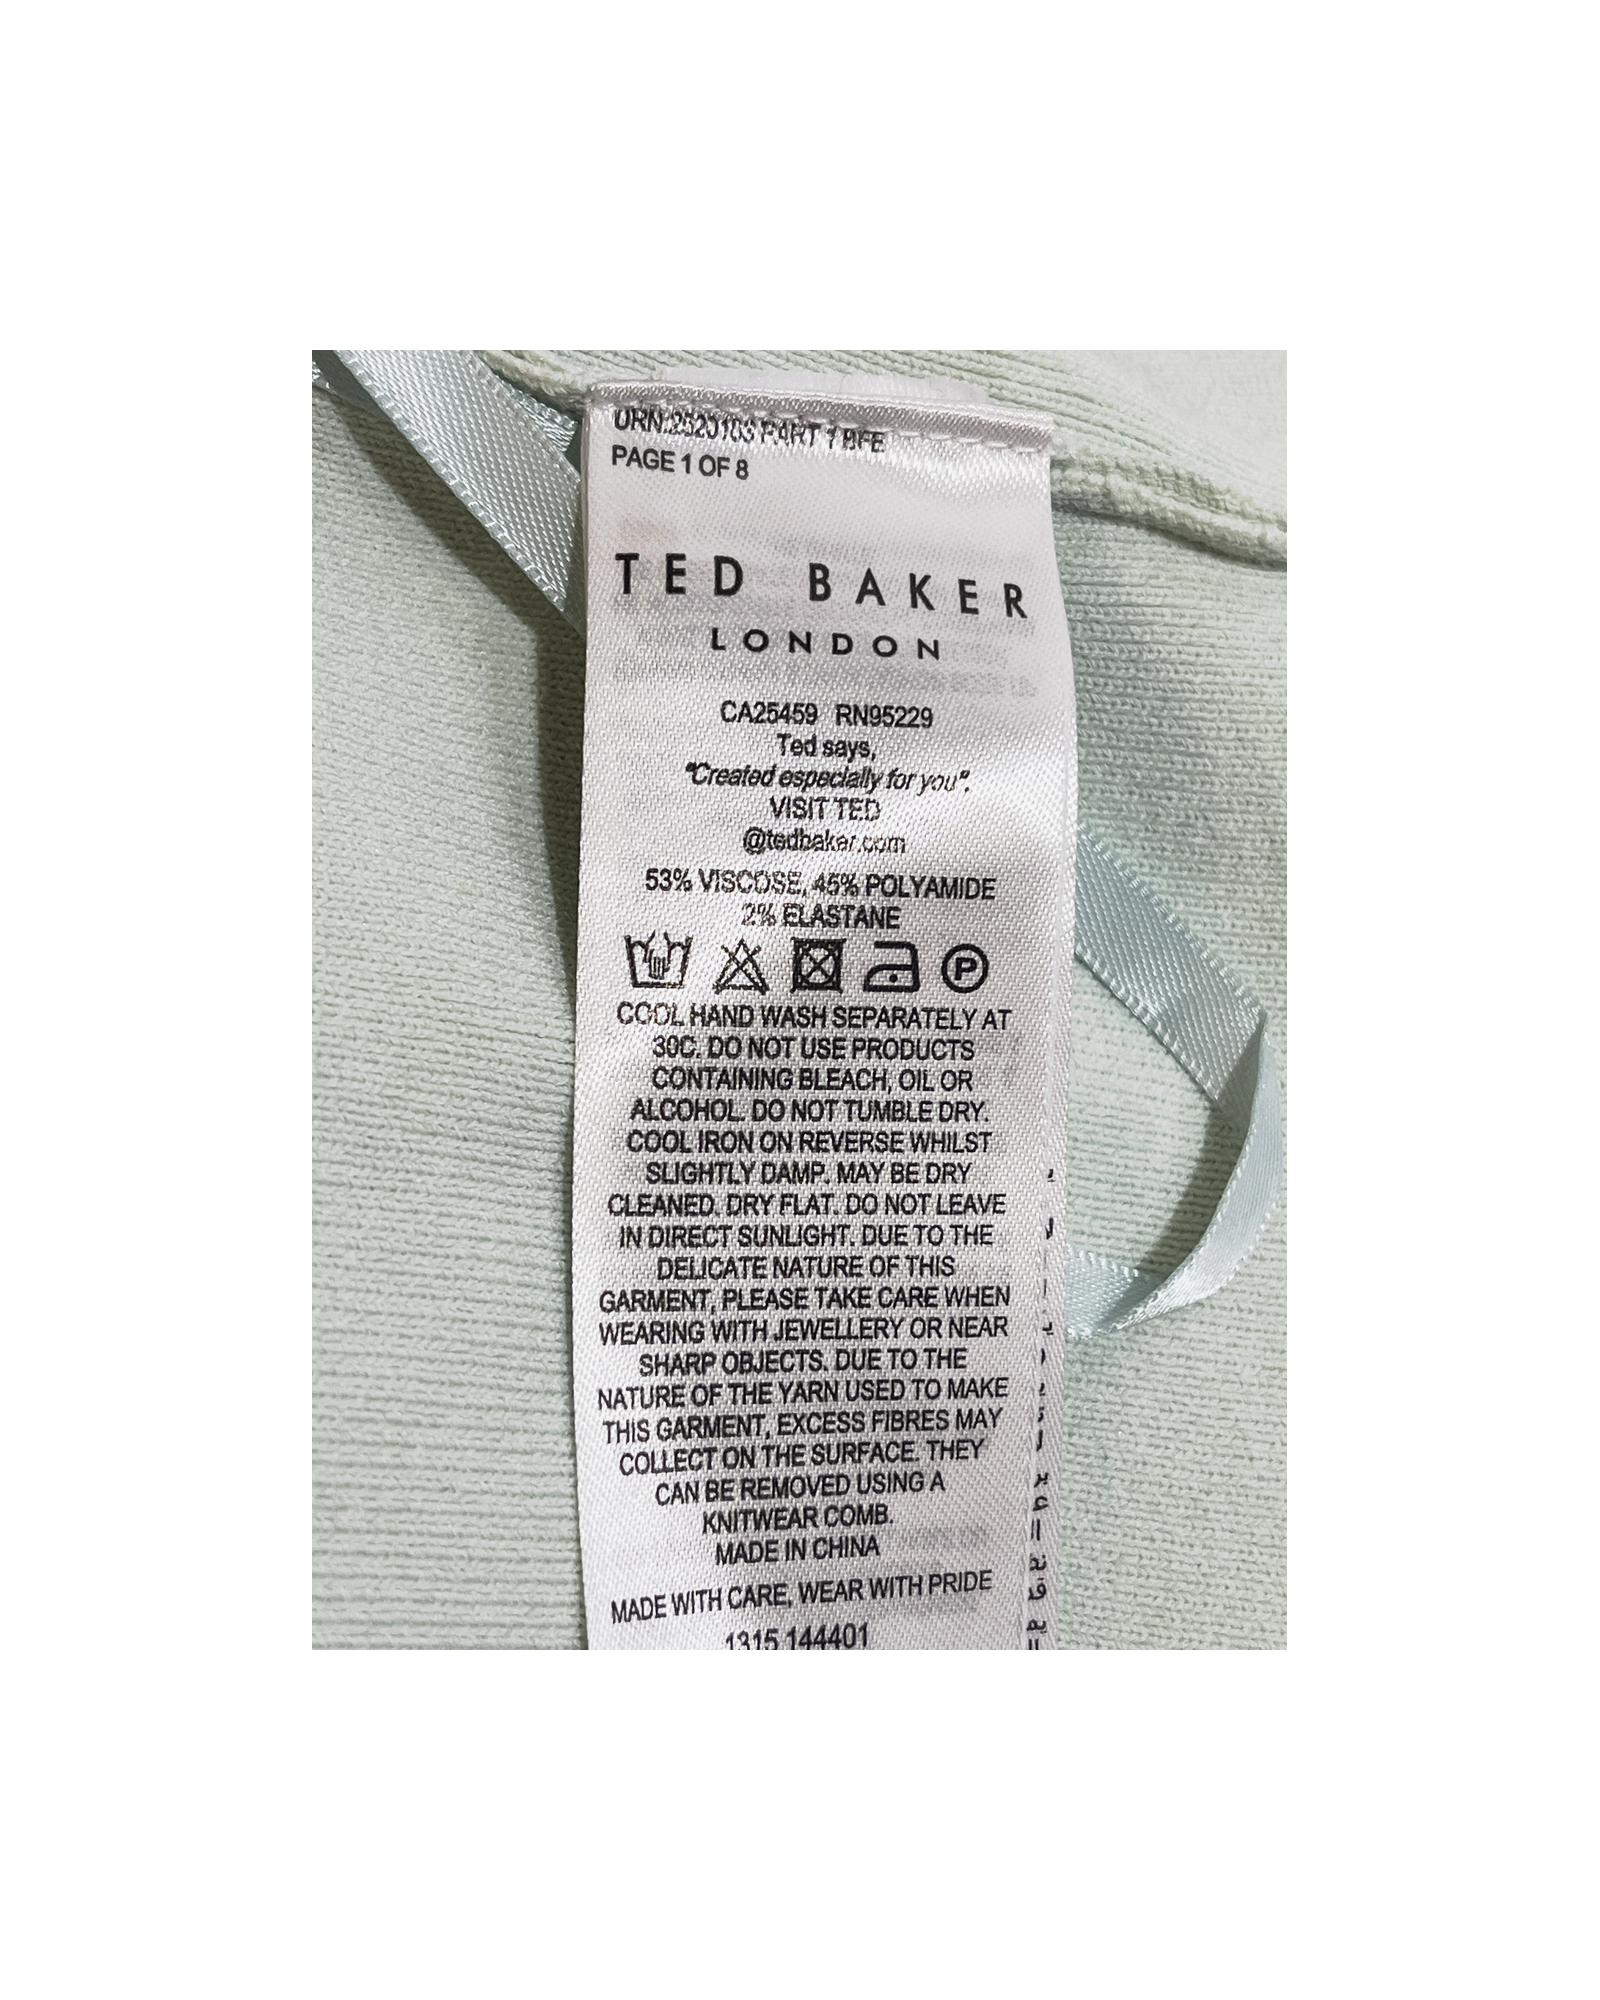 PAGE 1 OF 8
TED BAKER
LONDON
CA25459 RN95229
Ted says,
"Created especially for you".
VISIT TED
@tedbaker.com
53% VISCOSE, 45% POLYAMIDE
2% ELASTANE
P
COOL HAND WASH SEPARATELY AT
30C. DO NOT USE PRODUCTS
CONTAINING BLEACH, OIL OR
ALCOHOL. DO NOT TUMBLE DRY.
COOL IRON ON REVERSE WHILST
SLIGHTLY DAMP. MAY BE DRY
CLEANED. DRY FLAT. DO NOT LEAVE
IN DIRECT SUNLIGHT. DUE TO THE
DELICATE NATURE OF THIS
GARMENT, PLEASE TAKE CARE WHEN
WEARING WITH JEWELLERY OR NEAR
SHARP OBJECTS. DUE TO THE
NATURE OF THE YARN USED TO MAKE
THIS GARMENT, EXCESS FIBRES MAY
COLLECT ON THE SURFACE. THEY
CAN BE REMOVED USING A
KNITWEAR COMB.
MADE IN CHINA
MADE WITH CARE, WEAR WITH PRIDE
1315 144401